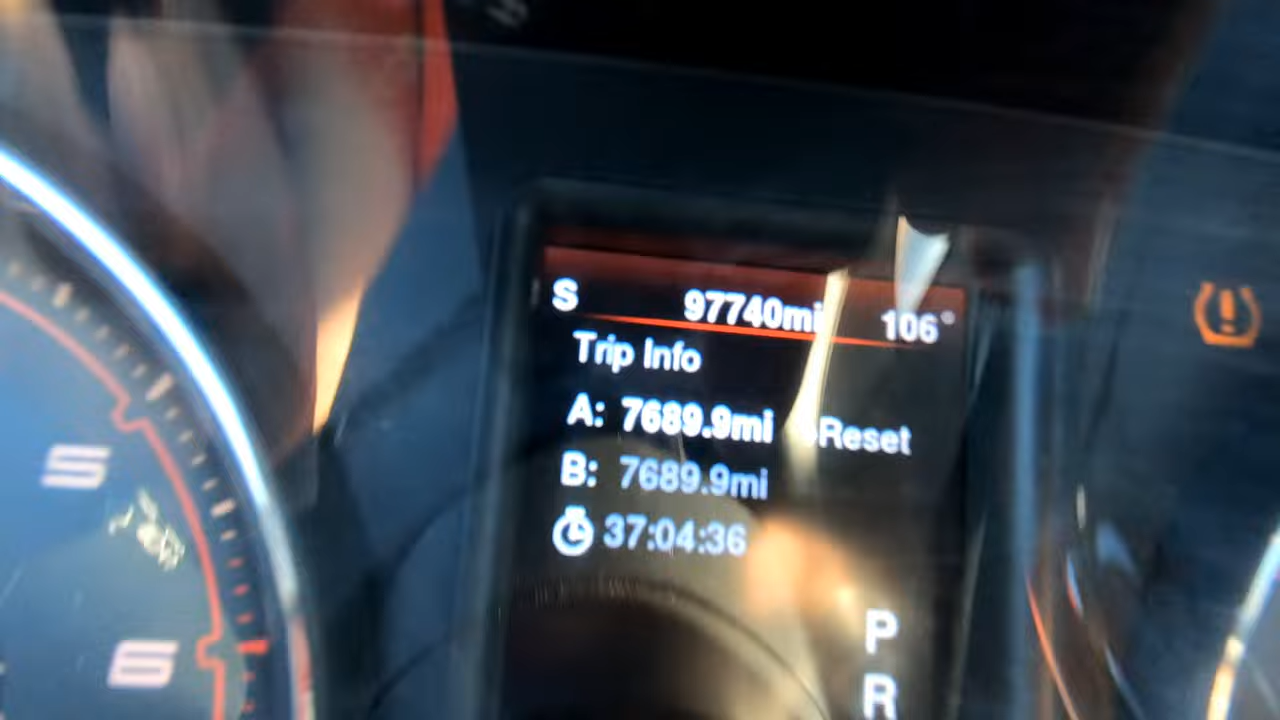 S 97740mi 106°
Trip Info
A: 7689.9mi Reset
B: 7689.9mi
37:04:36
5
6
P
R